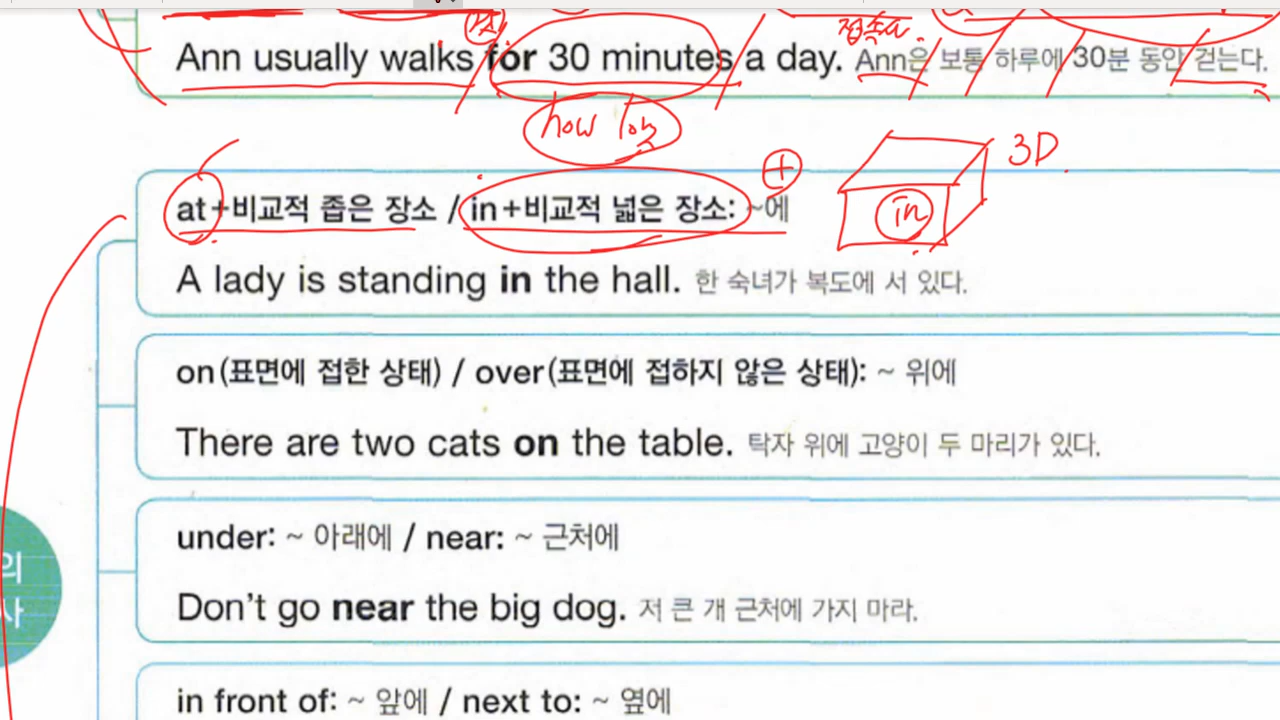 접속사
Ann usually walks for 30 minutes a day. Ann은 보통 하루에 30분 동안 걷는다.
how long
3D
at+비교적 좁은 장소 / in+비교적 넓은 장소: ~에
+
in
A lady is standing in the hall. 한 숙녀가 복도에 서 있다.
on(표면에 접한 상태) / over(표면에 접하지 않은 상태): ~ 위에
There are two cats on the table. 탁자 위에 고양이 두 마리가 있다.
under: ~ 아래에 / near: ~ 근처에
Don't go near the big dog. 저 큰 개 근처에 가지 마라.
의
사
in front of: ~ 앞에 / next to: ~ 옆에